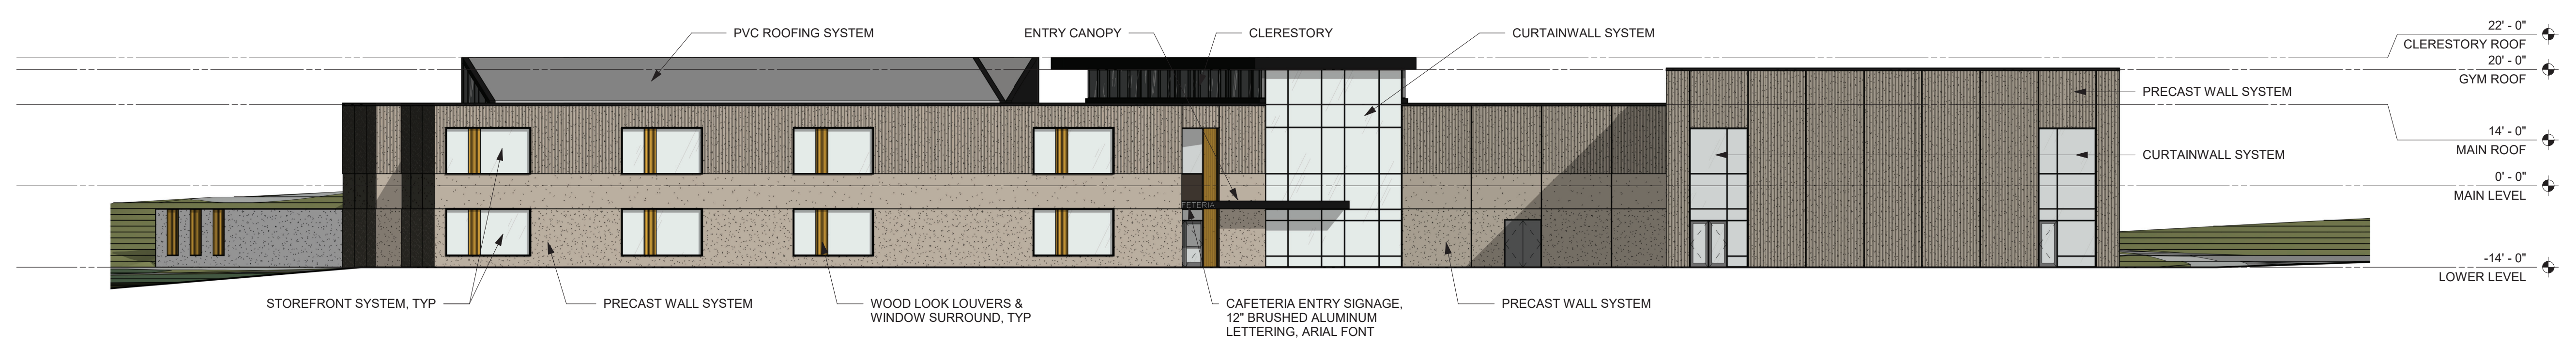 PVC ROOFING SYSTEM
ENTRY CANOPY
CLERESTORY
CURTAINWALL SYSTEM
22' - 0"
CLERESTORY ROOF
20' - 0"
GYM ROOF
PRECAST WALL SYSTEM
14' - 0"
MAIN ROOF
CURTAINWALL SYSTEM
0' - 0"
MAIN LEVEL
FETERIA
-14' - 0"
LOWER LEVEL
STOREFRONT SYSTEM, TYP
PRECAST WALL SYSTEM
WOOD LOOK LOUVERS &
WINDOW SURROUND, TYP
CAFETERIA ENTRY SIGNAGE,
12" BRUSHED ALUMINUM
LETTERING, ARIAL FONT
PRECAST WALL SYSTEM